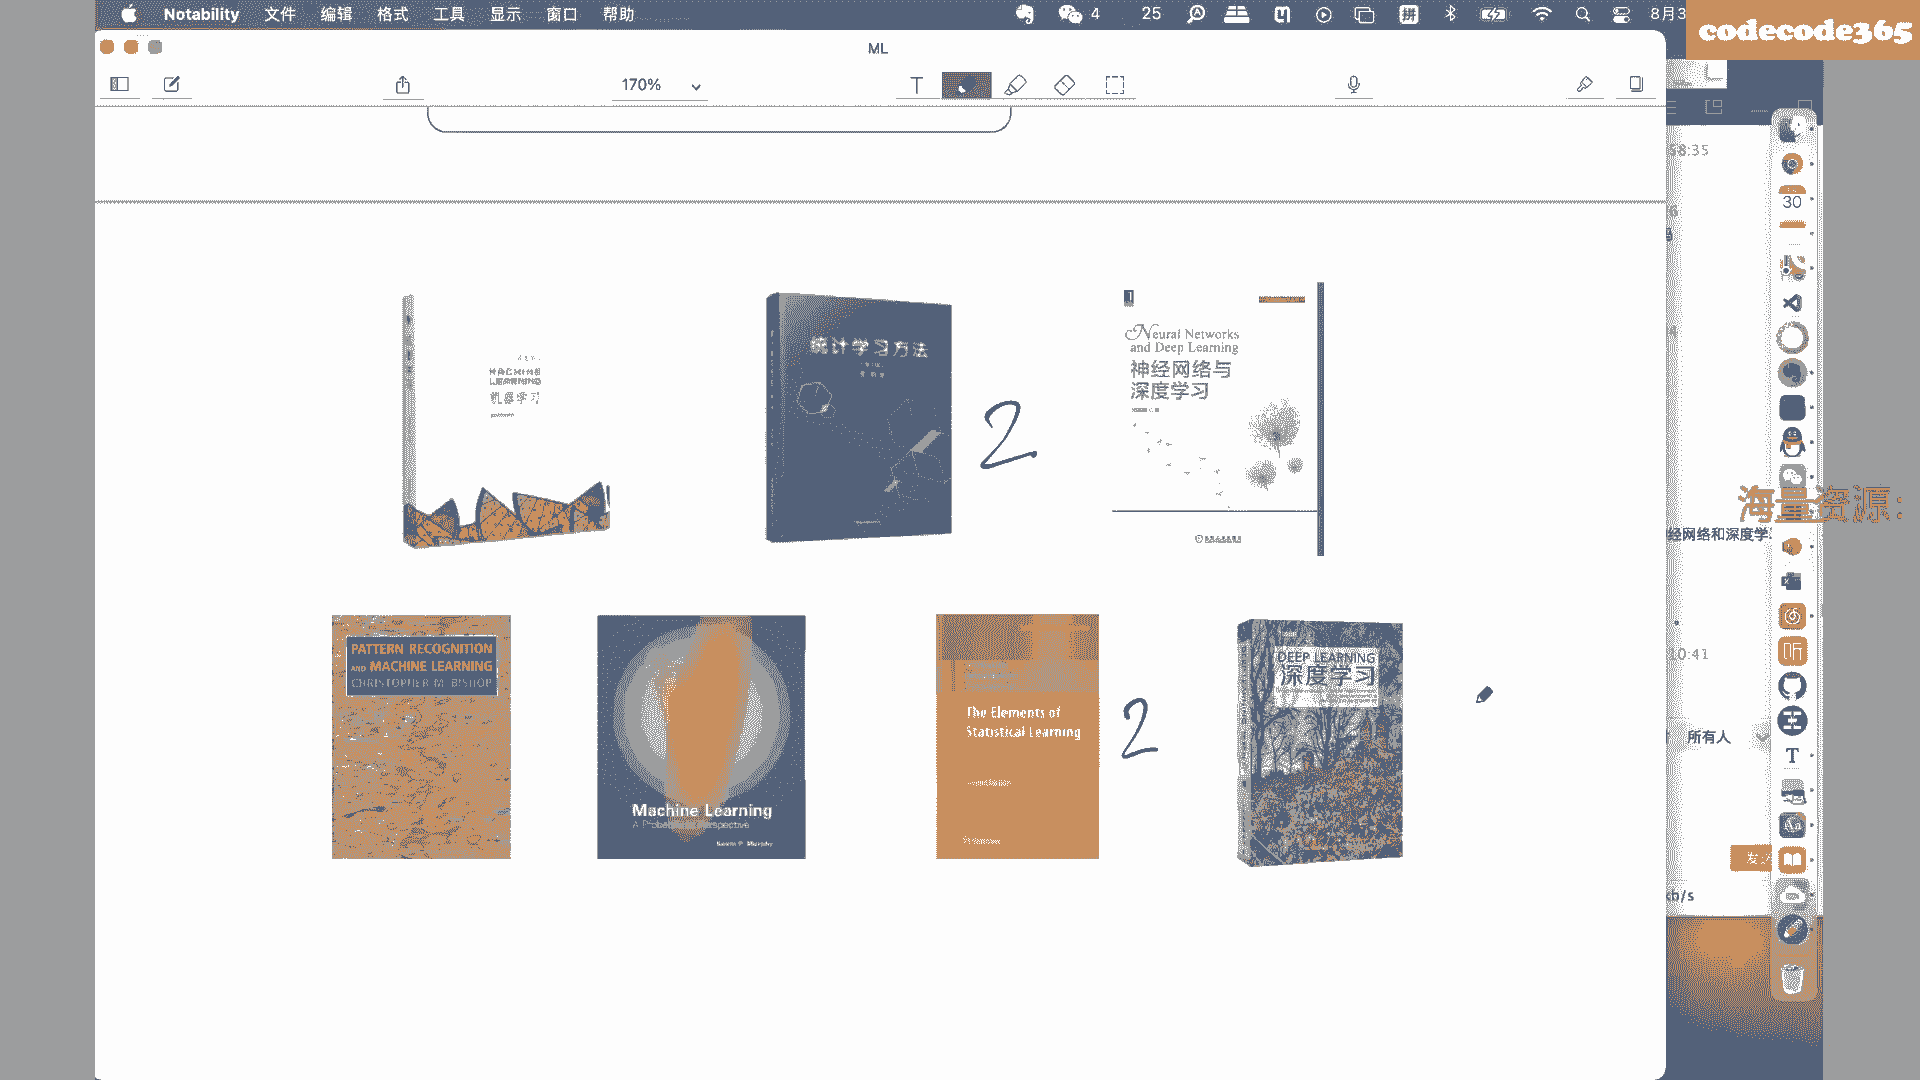 Notability 文件 编辑 格式 工具 显示 窗口 帮助 4 25 拼 8月3
codecode365
ML
170%
T
58:35
30
MACHINE
LEARNING
机器学习
统计学习方法
2
Neural Networks
and Deep Learning
神经网络与
深度学习
海量资源:
经网络和深度学
PATTERN RECOGNITION
AND MACHINE LEARNING
CHRISTOPHER M. BISHOP
Machine Learning
The Elements of
Statistical Learning
2
DEEP LEARNING
深度学习
听
10:41
所有人
T
Aa
发
kb/s